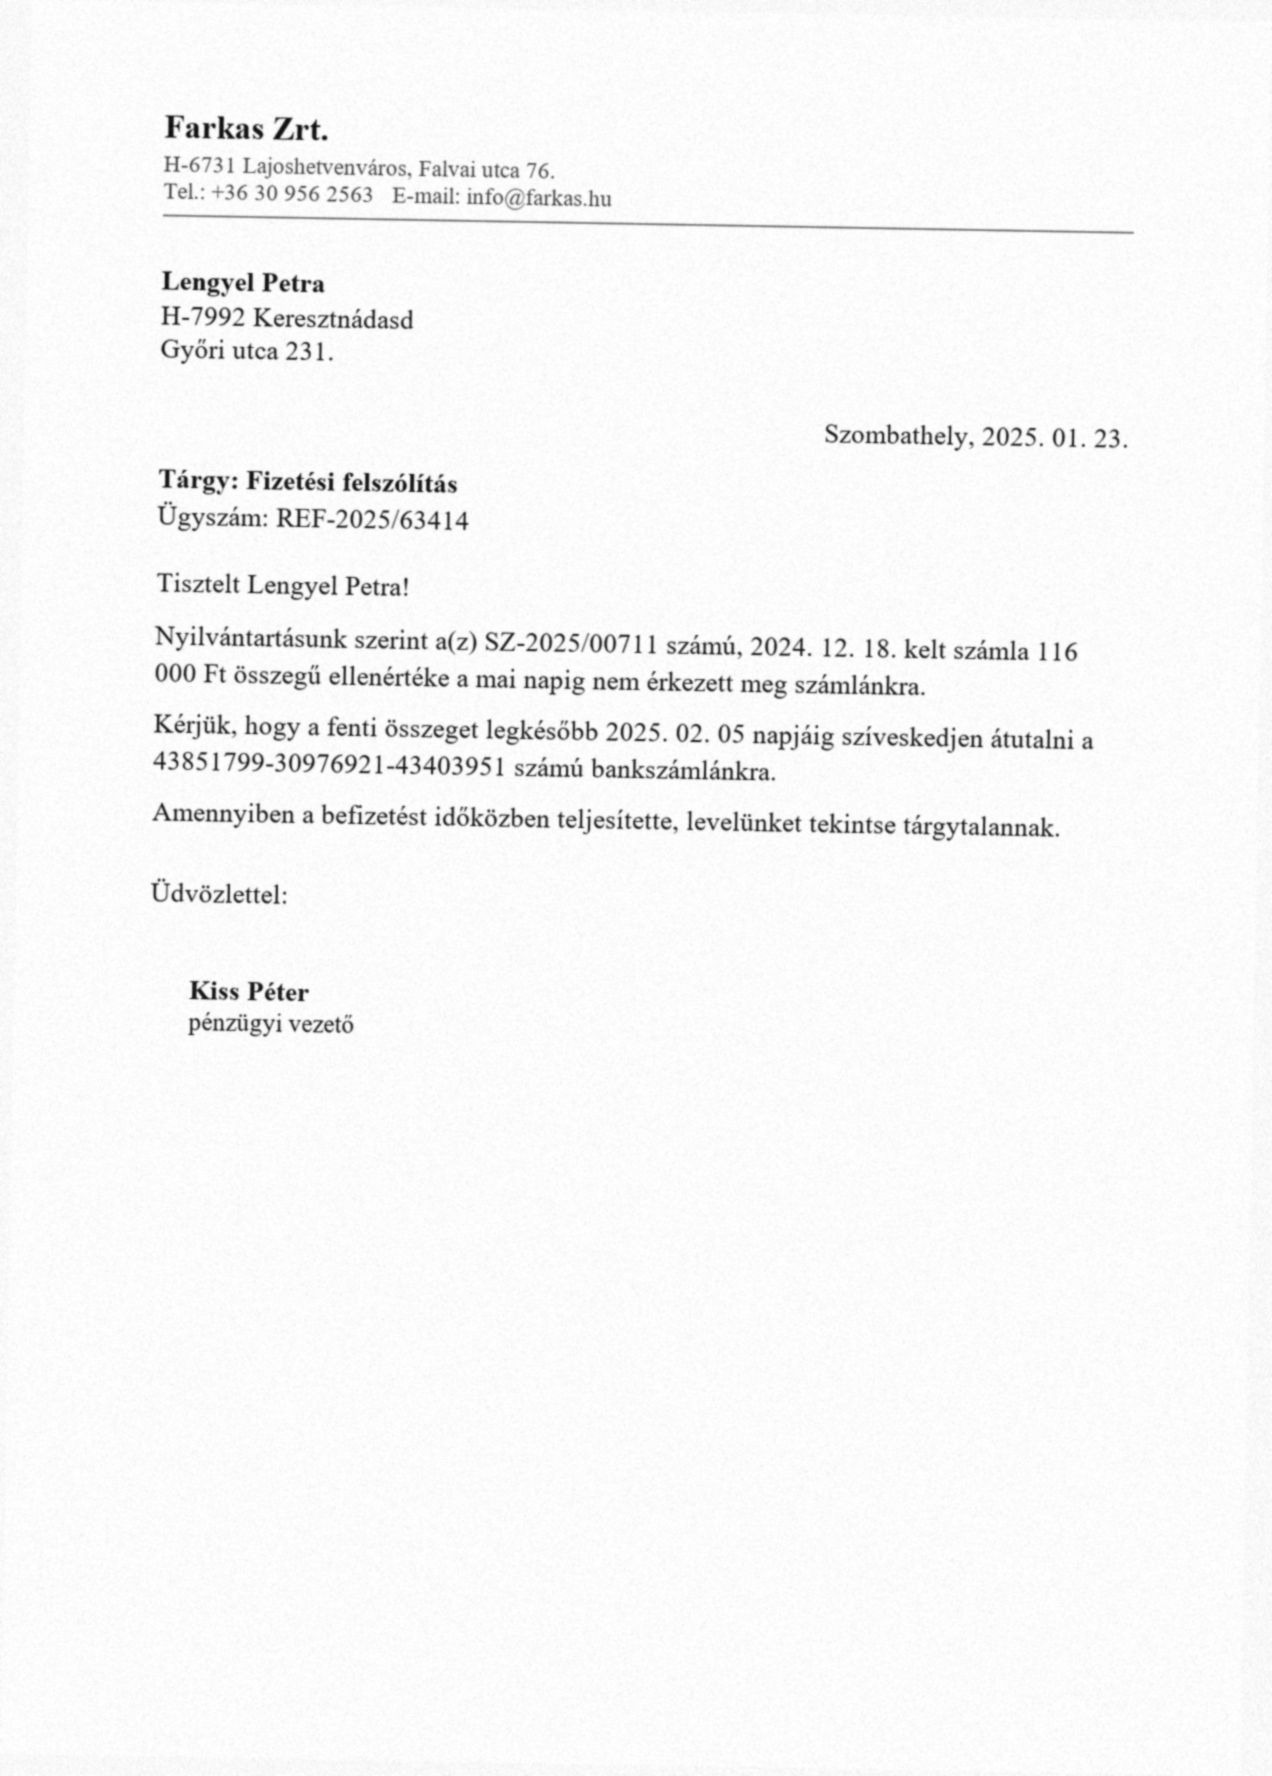 Farkas Zrt.
H-6731 Lajoshetvenváros, Falvai utca 76.
Tel.: +36 30 956 2563 E-mail: info@farkas.hu
Lengyel Petra
H-7992 Keresztnádasd
Győri utca 231.
Szombathely, 2025. 01. 23.
Tárgy: Fizetési felszólítás
Ügyszám: REF-2025/63414
Tisztelt Lengyel Petra!
Nyilvántartásunk szerint a(z) SZ-2025/00711 számú, 2024. 12. 18. kelt számla 116
000 Ft összegű ellenértéke a mai napig nem érkezett meg számlánkra.
Kérjük, hogy a fenti összeget legkésőbb 2025. 02. 05 napjáig szíveskedjen átutalni a
43851799-30976921-43403951 számú bankszámlánkra.
Amennyiben a befizetést időközben teljesítette, levelünket tekintse tárgytalannak.
Üdvözlettel:
Kiss Péter
pénzügyi vezető